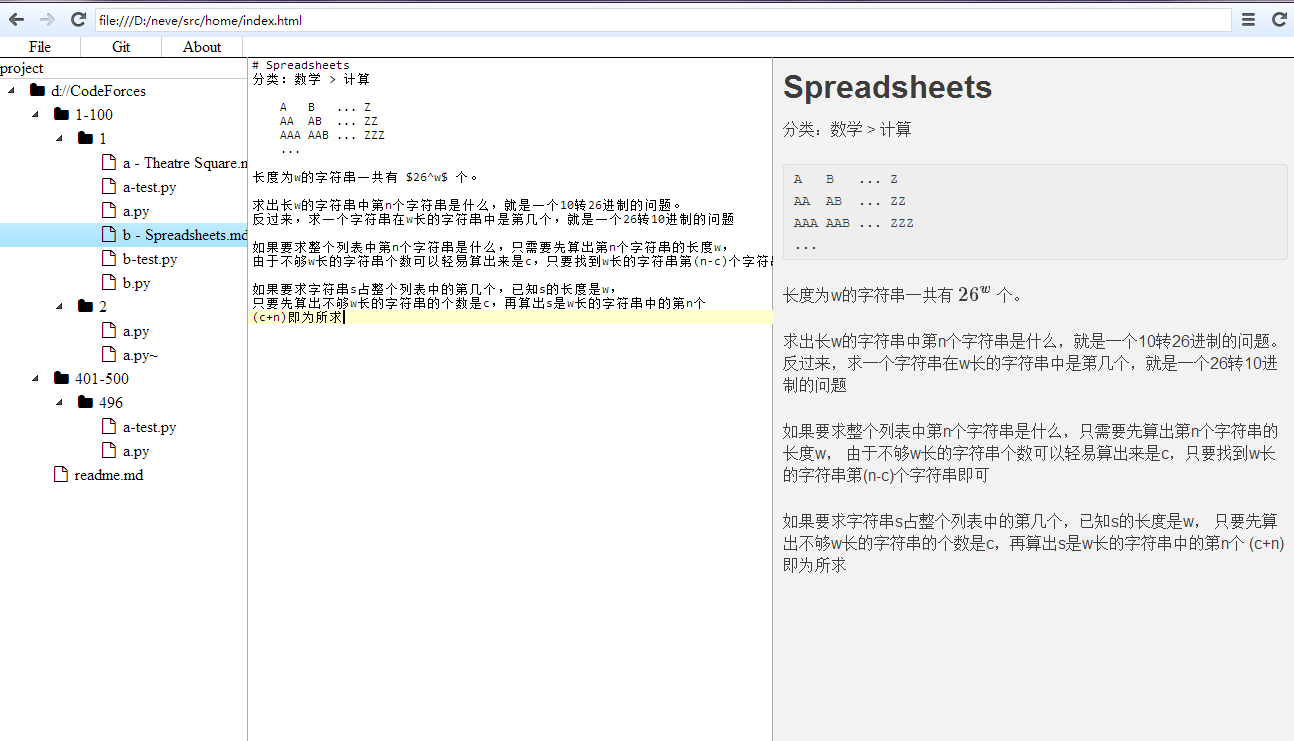 file:///D:/neve/src/home/index.html
File Git About
project
d://CodeForces
1-100
1
a - Theatre Square.m
a-test.py
a.py
b - Spreadsheets.md
b-test.py
b.py
2
a.py
a.py~
401-500
496
a-test.py
a.py
readme.md
# Spreadsheets
分类：数学 > 计算
A B ... Z
AA AB ... ZZ
AAA AAB ... ZZZ
...
长度为w的字符串一共有 $26^w$ 个。
求出长w的字符串中第n个字符串是什么，就是一个10转26进制的问题。
反过来，求一个字符串在w长的字符串中是第几个，就是一个26转10进制的问题
如果要求整个列表中第n个字符串是什么，只需要先算出第n个字符串的长度w，
由于不够w长的字符串个数可以轻易算出来是c，只要找到w长的字符串第(n-c)个字符串
如果要求字符串s占整个列表中的第几个，已知s的长度是w，
只要先算出不够w长的字符串的个数是c，再算出s是w长的字符串中的第n个
(c+n)即为所求
Spreadsheets
分类：数学 > 计算
A B ... Z
AA AB ... ZZ
AAA AAB ... ZZZ
...
长度为w的字符串一共有 26^w 个。
求出长w的字符串中第n个字符串是什么，就是一个10转26进制的问题。
反过来，求一个字符串在w长的字符串中是第几个，就是一个26转10进
制的问题
如果要求整个列表中第n个字符串是什么，只需要先算出第n个字符串的
长度w， 由于不够w长的字符串个数可以轻易算出来是c，只要找到w长
的字符串第(n-c)个字符串即可
如果要求字符串s占整个列表中的第几个，已知s的长度是w， 只要先算
出不够w长的字符串的个数是c，再算出s是w长的字符串中的第n个 (c+n)
即为所求